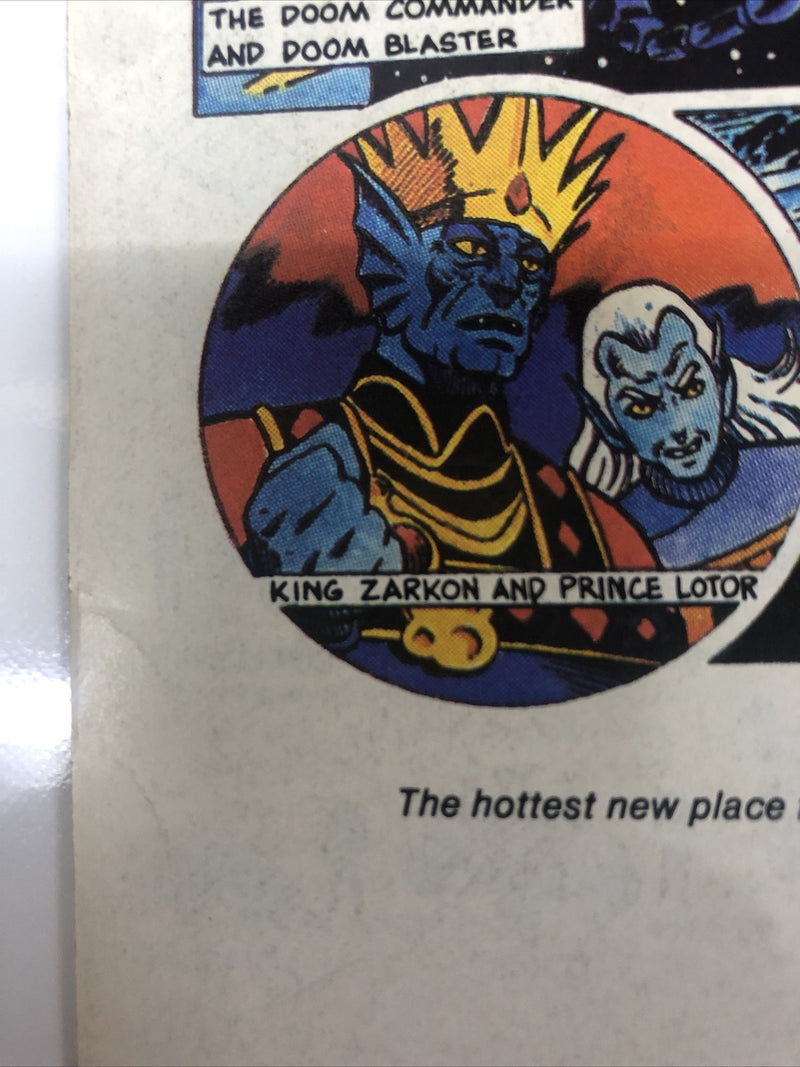 THE DOOM COMMANDER
AND DOOM BLASTER
KING ZARKON AND PRINCE LOTOR
The hottest new place